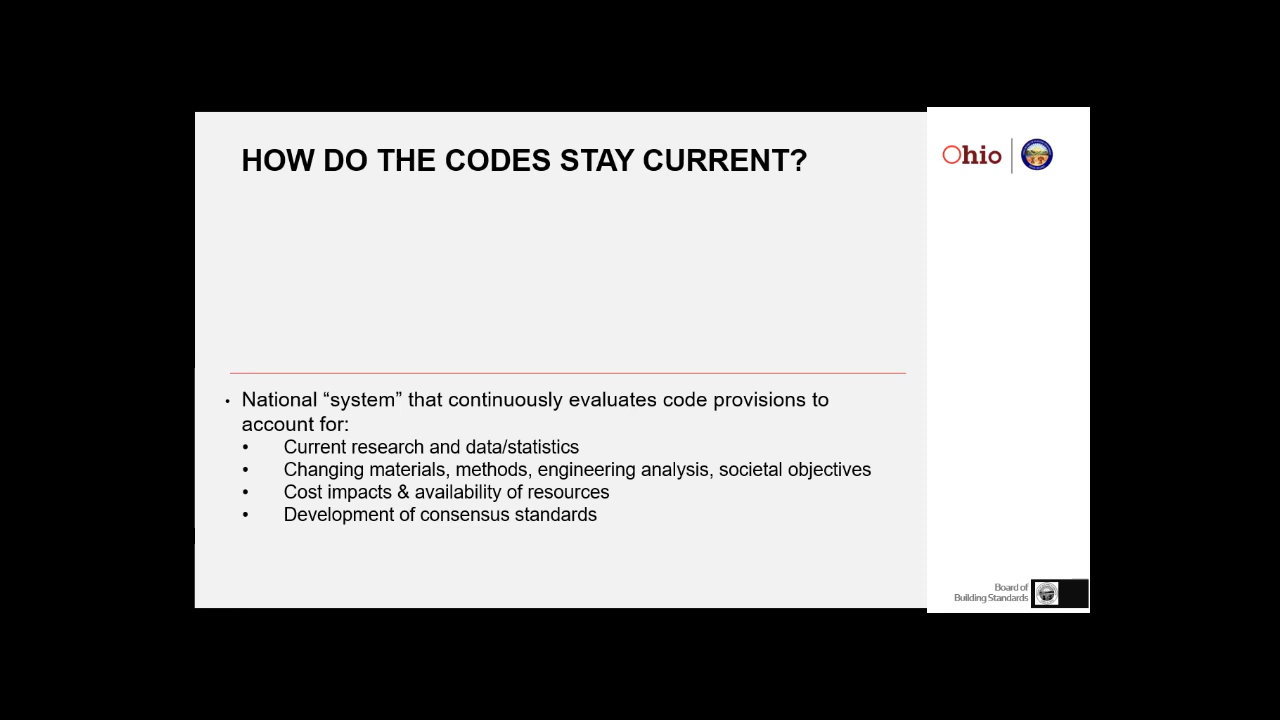 HOW DO THE CODES STAY CURRENT?
Ohio
• National “system” that continuously evaluates code provisions to
account for:
• Current research and data/statistics
• Changing materials, methods, engineering analysis, societal objectives
• Cost impacts & availability of resources
• Development of consensus standards
Board of
Building Standards